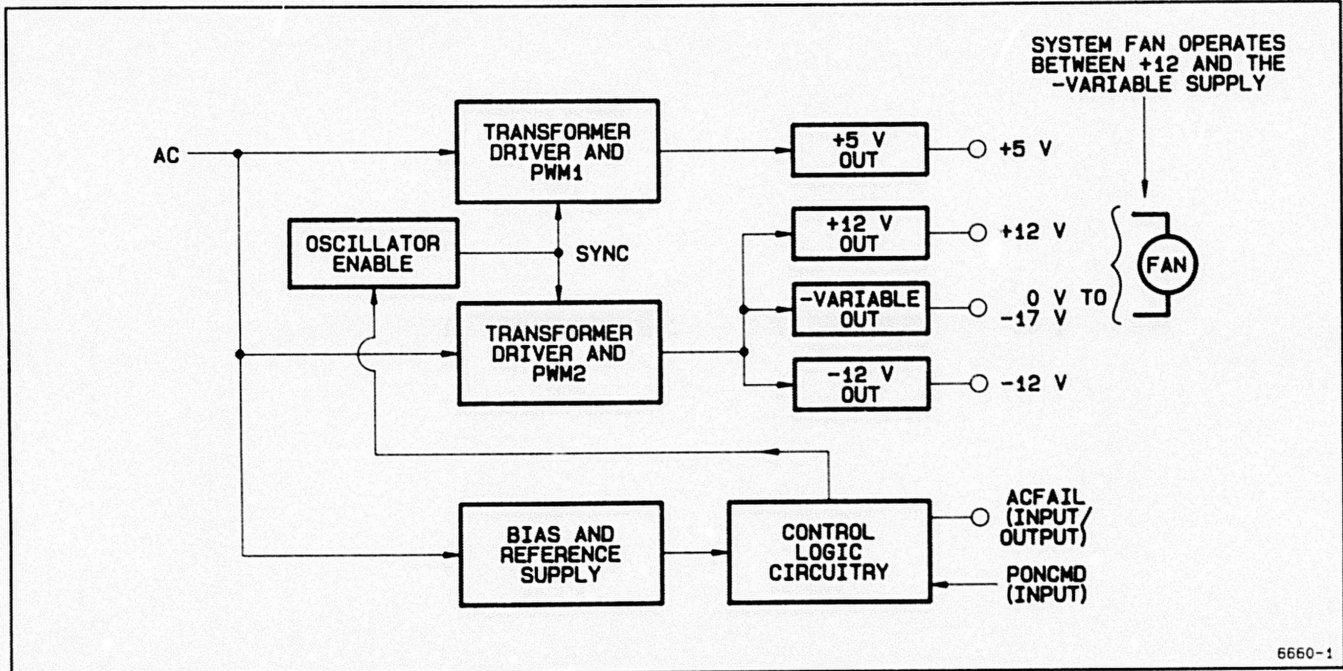 SYSTEM FAN OPERATES
BETWEEN +12 AND THE
-VARIABLE SUPPLY
AC
TRANSFORMER
DRIVER AND
PWM1
+5 V
OUT
+5 V
OSCILLATOR
ENABLE
SYNC
+12 V
OUT
+12 V
FAN
TRANSFORMER
DRIVER AND
PWM2
-VARIABLE
OUT
0 V TO
-17 V
-12 V
OUT
-12 V
BIAS AND
REFERENCE
SUPPLY
CONTROL
LOGIC
CIRCUITRY
ACFAIL
(INPUT/
OUTPUT)
PONCMD
(INPUT)
6660-1